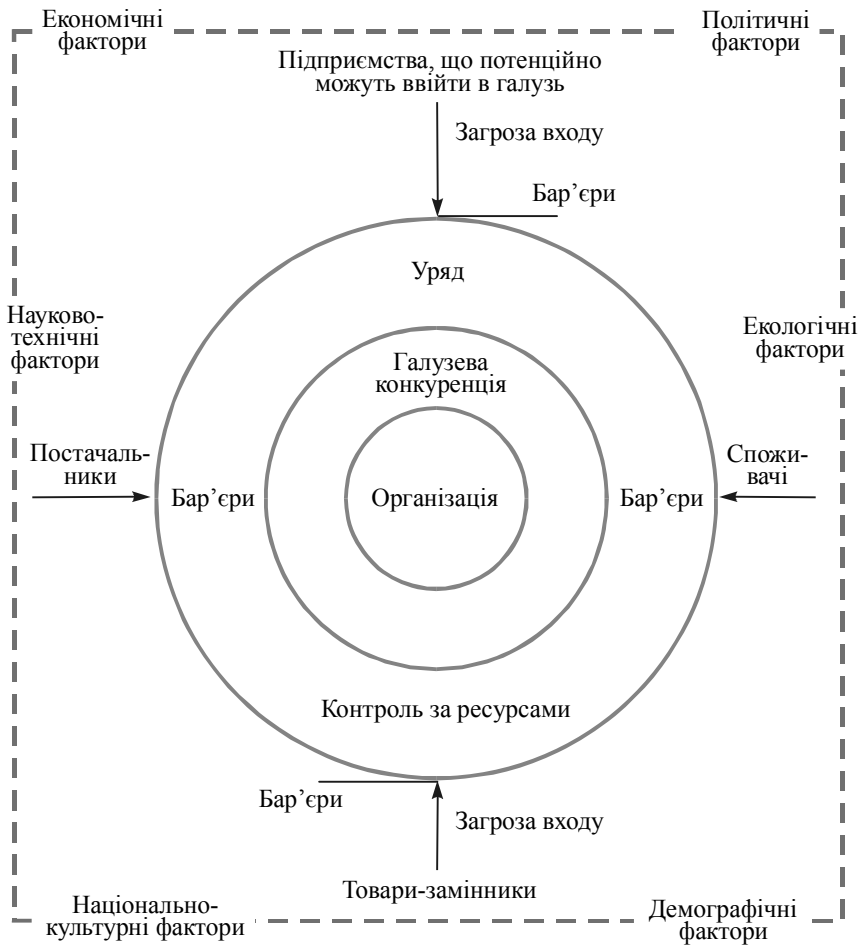 Економічні
фактори
Політичні
фактори
Підприємства, що потенційно
можуть ввійти в галузь
Загроза входу
Бар’єри
Уряд
Науково-
технічні
фактори
Екологічні
фактори
Галузева
конкуренція
Постачаль-
ники
Бар’єри
Організація
Бар’єри
Спожи-
вачі
Контроль за ресурсами
Бар’єри
Загроза входу
Товари-замінники
Національно-
культурні фактори
Демографічні
фактори